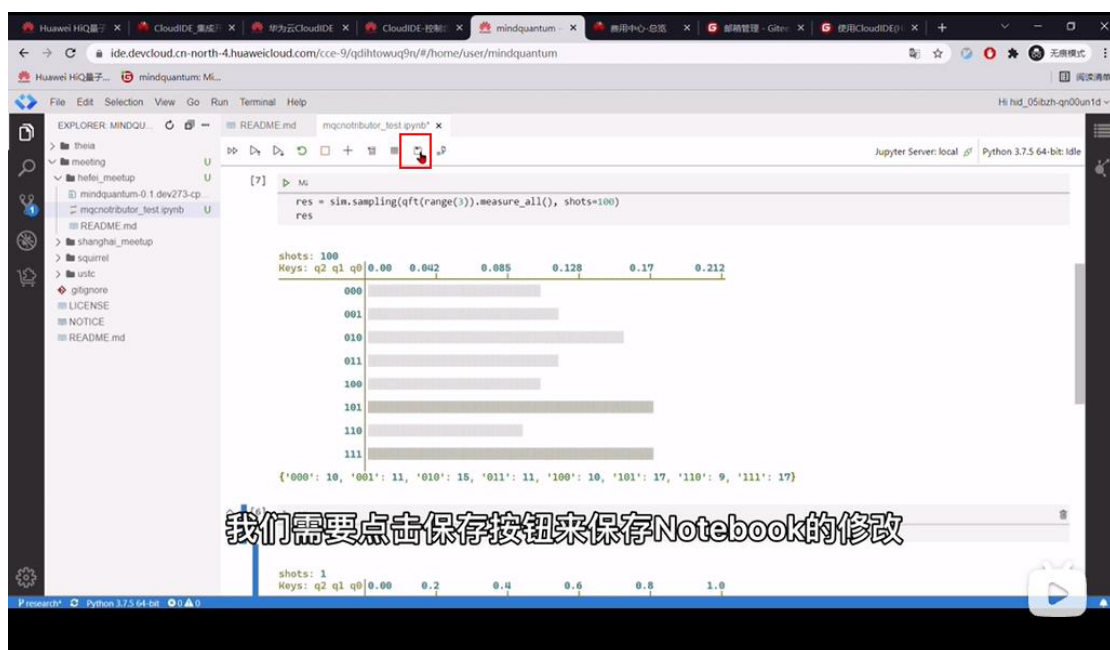 Huawei HiQ量子
CloudIDE_集成开
华为云CloudIDE
CloudIDE-控制
mindquantum -
费用中心-总览
邮箱管理 - Gitee
使用CloudIDE
ide.devcloud.cn-north-4.huaweicloud.com/cce-9/qdihtowuq9n/#/home/user/mindquantum
无痕模式
Huawei HiQ量子...
mindquantum: Mi...
阅读清单
File Edit Selection View Go Run Terminal Help
Hi hid_05ibzh-qn00un1d
EXPLORER: MINDQU...
README.md
mqcnotributor_test.ipynb*
theia
meeting U
hefei_meetup U
mindquantum-0.1.dev273-cp...
mqcnotributor_test.ipynb U
README.md
shanghai_meetup
squirrel
ustc
gitignore
LICENSE
NOTICE
README.md
Jupyter Server: local
Python 3.7.5 64-bit: Idle
[7]
res = sim.sampling(qft(range(3)).measure_all(), shots=100)
res
shots: 100
Keys: q2 q1 q0 0.00 0.042 0.085 0.128 0.17 0.212
000
001
010
011
100
101
110
111
{'000': 10, '001': 11, '010': 15, '011': 11, '100': 10, '101': 17, '110': 9, '111': 17}
[6]
我们需要点击保存按钮来保存Notebook的修改
shots: 1
Keys: q2 q1 q0 0.00 0.2 0.4 0.6 0.8 1.0
research* Python 3.7.5 64-bit 0 0